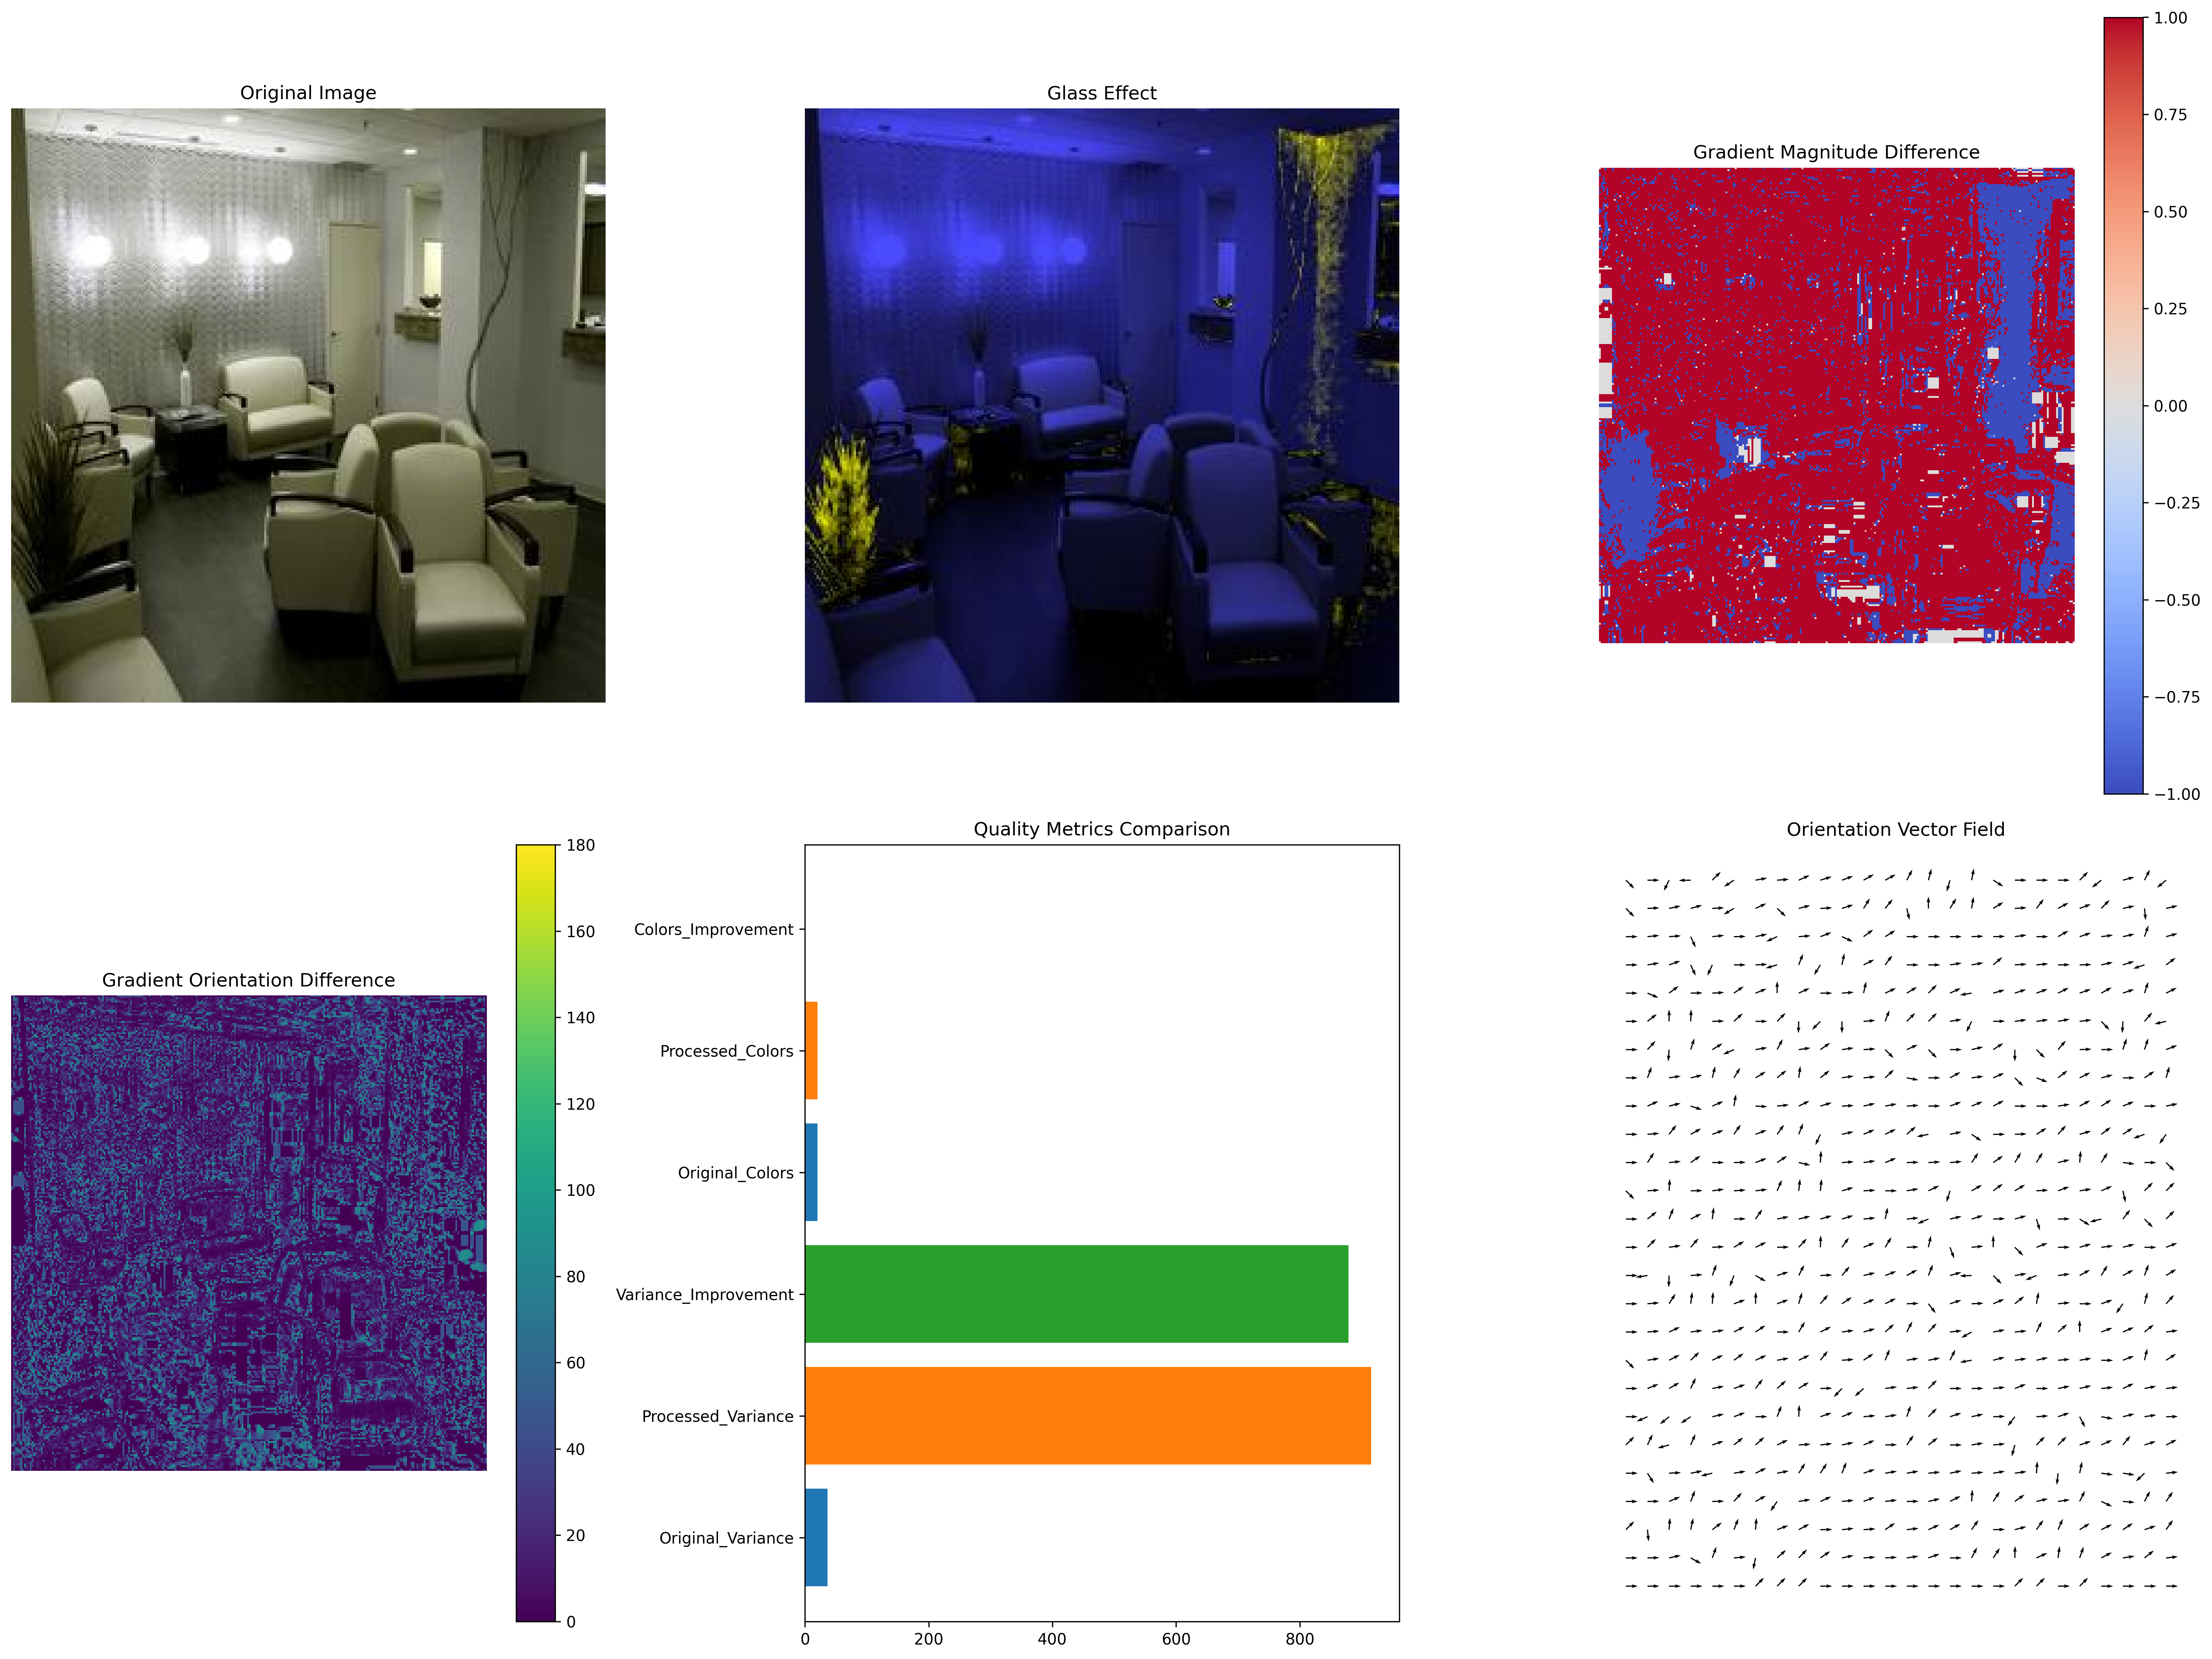 Original Image
Glass Effect
Gradient Magnitude Difference
1.00
0.75
0.50
0.25
0.00
−0.25
−0.50
−0.75
−1.00
Gradient Orientation Difference
180
160
140
120
100
80
60
40
20
0
Quality Metrics Comparison
Colors_Improvement
Processed_Colors
Original_Colors
Variance_Improvement
Processed_Variance
Original_Variance
0 200 400 600 800
Orientation Vector Field